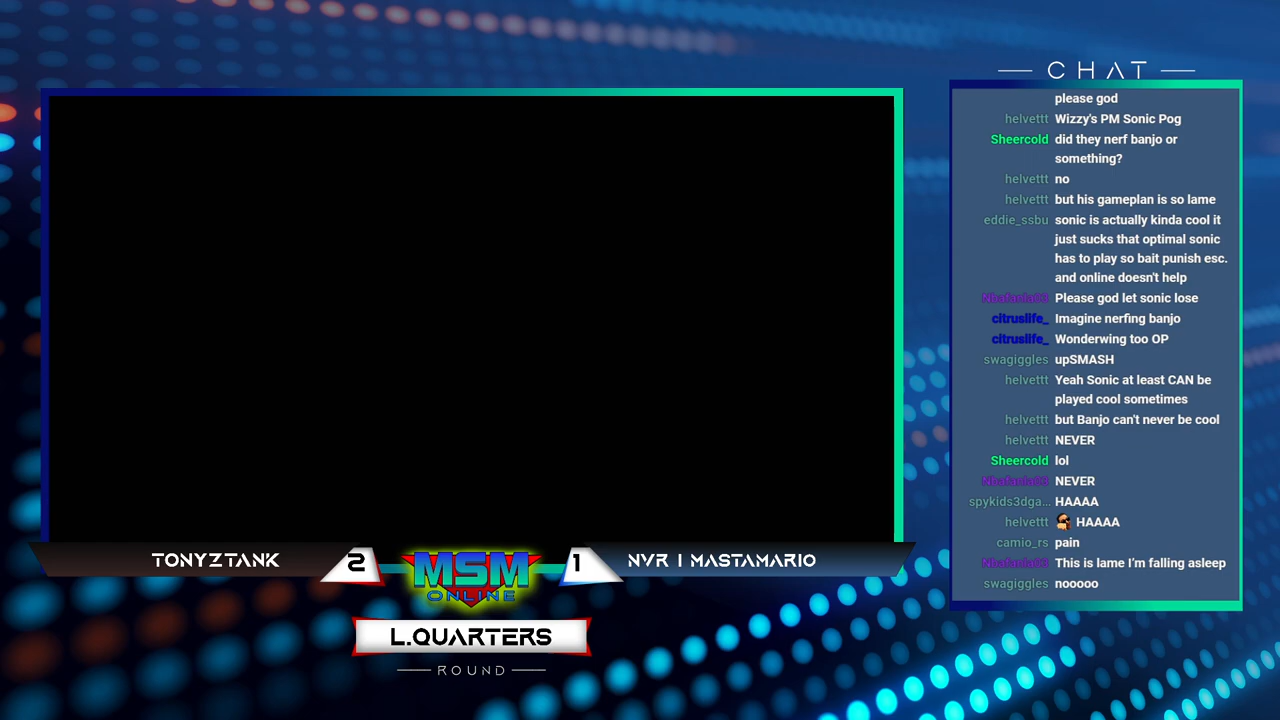 CHAT
please god
helvettt Wizzy's PM Sonic Pog
Sheercold did they nerf banjo or
something?
helvettt no
helvettt but his gameplan is so lame
eddie_ssbu sonic is actually kinda cool it
just sucks that optimal sonic
has to play so bait punish esc.
and online doesn't help
Please god let sonic lose
citruslife_ Imagine nerfing banjo
citruslife_ Wonderwing too OP
swagiggles upSMASH
helvettt Yeah Sonic at least CAN be
played cool sometimes
helvettt but Banjo can't never be cool
helvettt NEVER
Sheercold lol
NEVER
spykids3dga... HAAAA
helvettt HAAAA
camio_rs pain
This is lame I'm falling asleep
swagiggles nooooo
TONYZTANK 2 MSM 1 NVR | MASTAMARIO
ONLINE
L.QUARTERS
ROUND